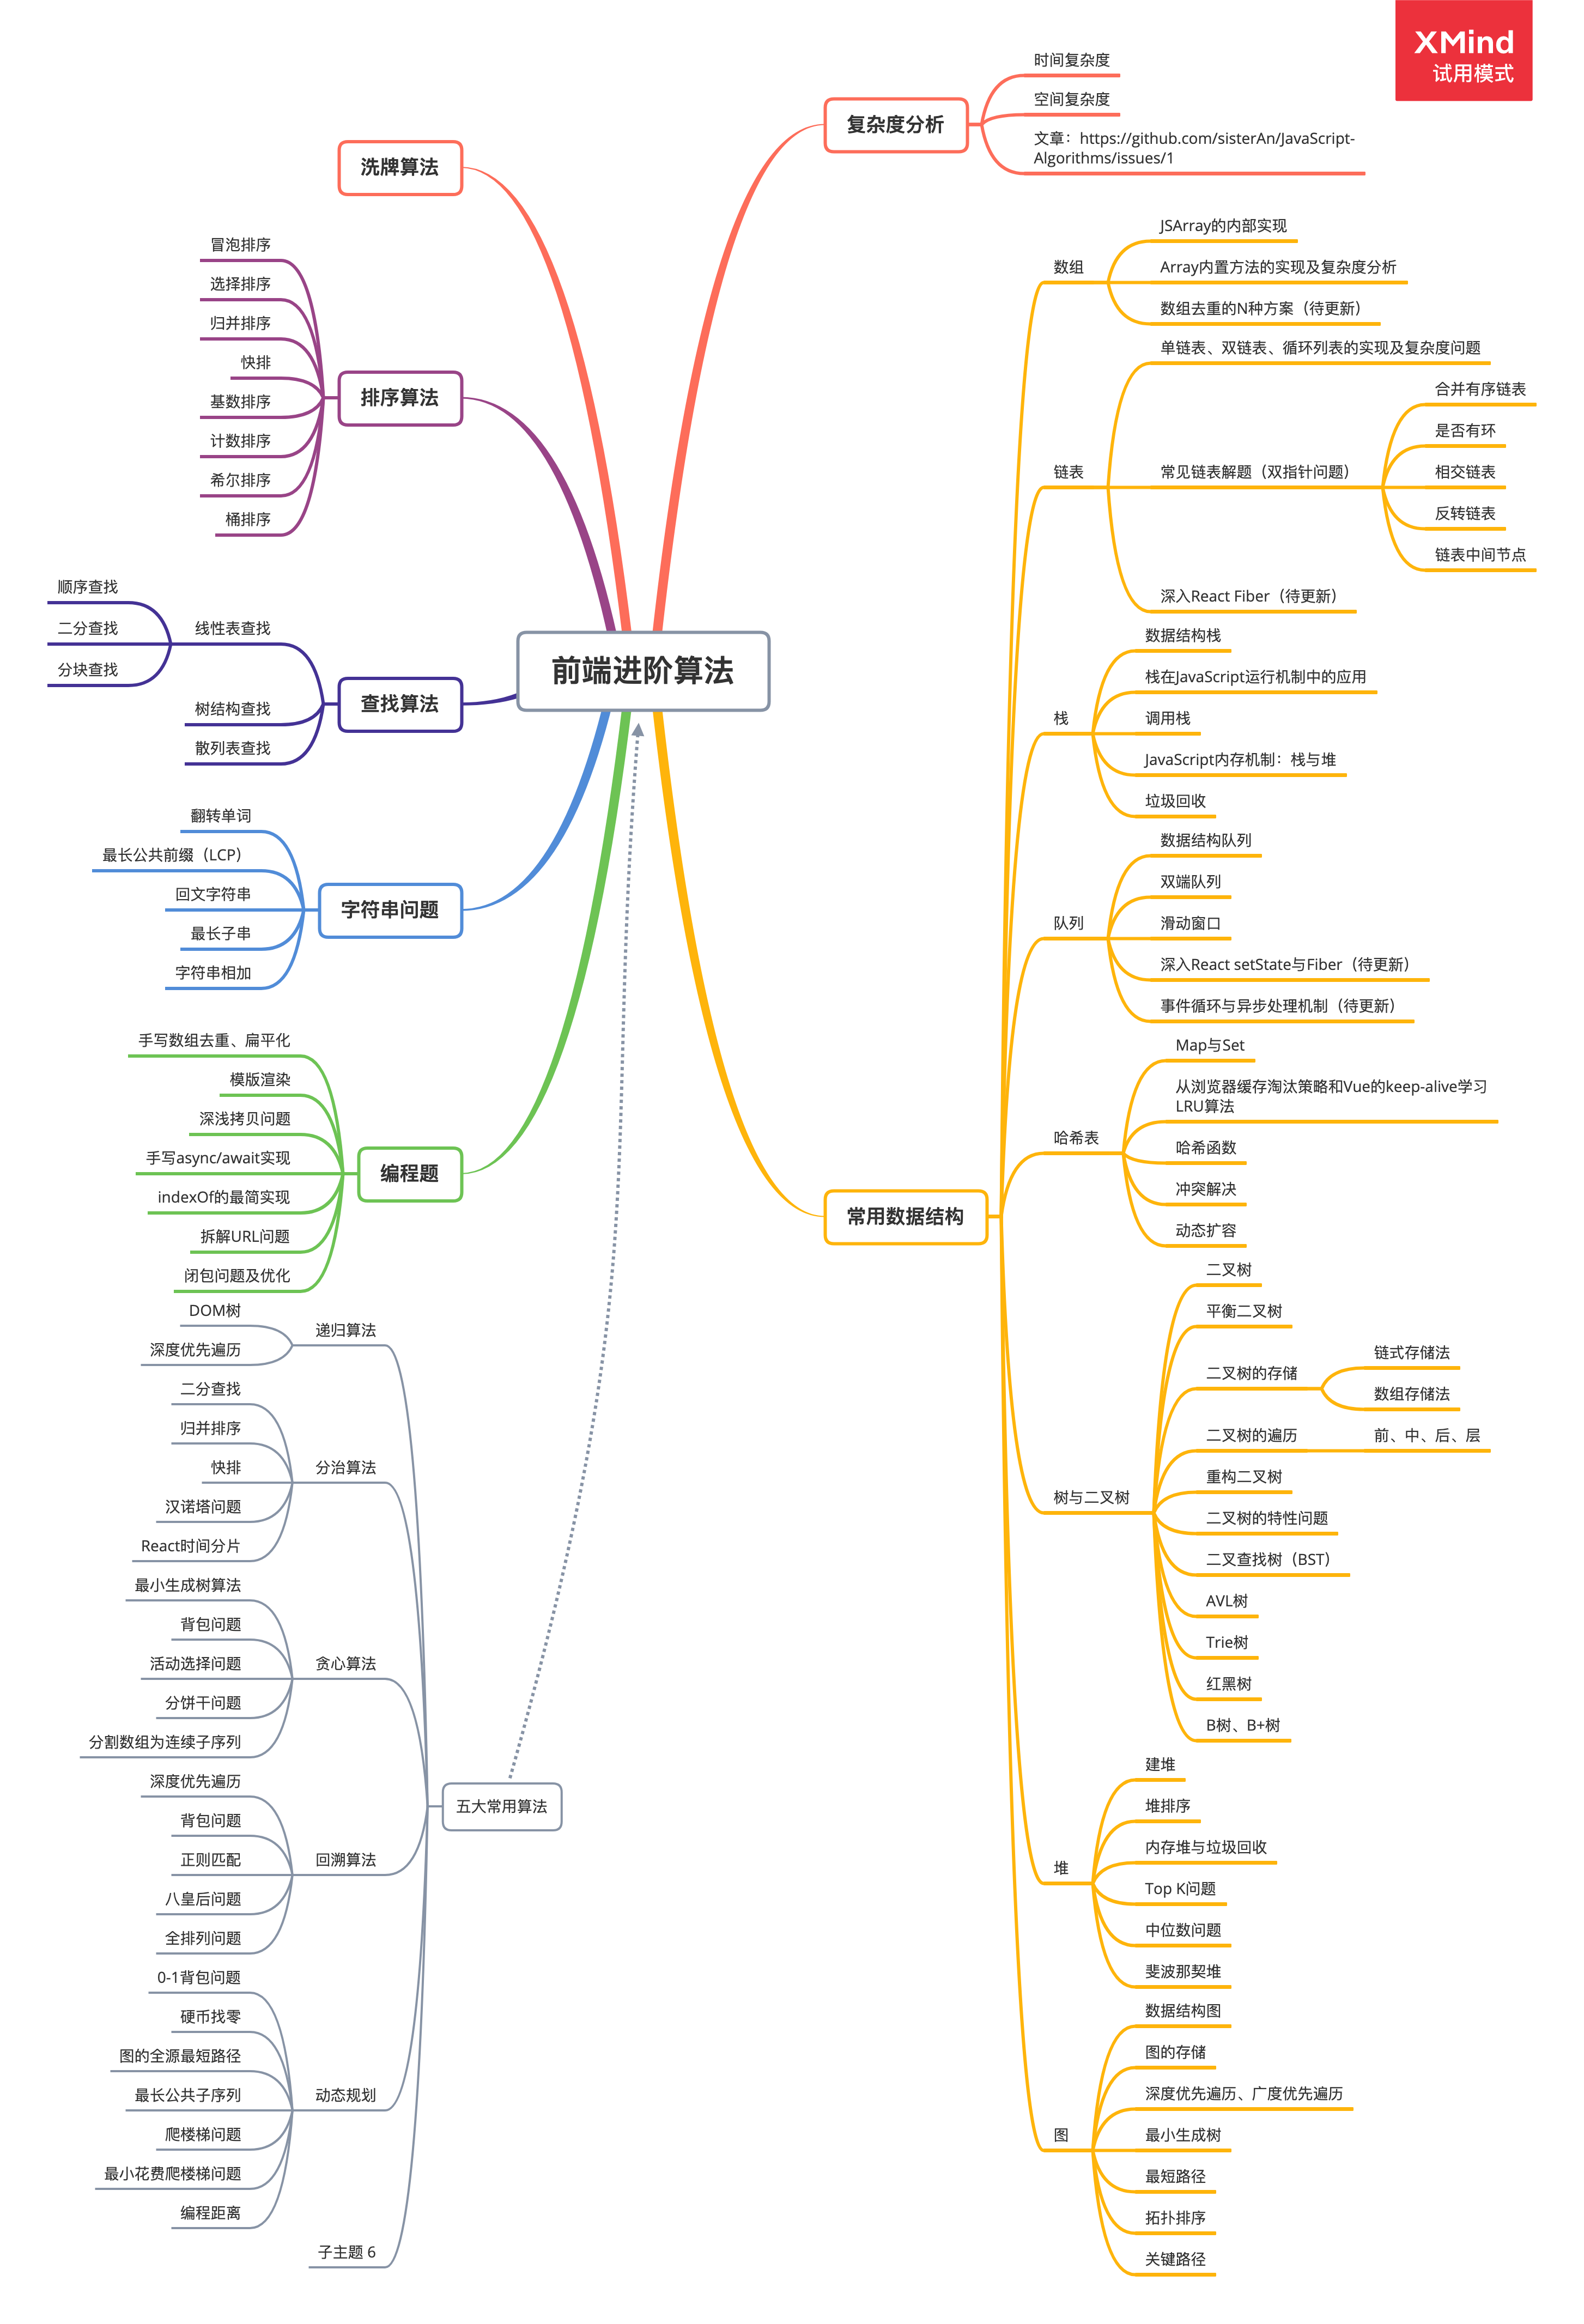 XMind
试用模式
前端进阶算法
复杂度分析
时间复杂度
空间复杂度
文章：https://github.com/sisterAn/JavaScript-
Algorithms/issues/1
常用数据结构
数组
JSArray的内部实现
Array内置方法的实现及复杂度分析
数组去重的N种方案（待更新）
链表
单链表、双链表、循环列表的实现及复杂度问题
常见链表解题（双指针问题）
合并有序链表
是否有环
相交链表
反转链表
链表中间节点
深入React Fiber（待更新）
栈
数据结构栈
栈在JavaScript运行机制中的应用
调用栈
JavaScript内存机制：栈与堆
垃圾回收
队列
数据结构队列
双端队列
滑动窗口
深入React setState与Fiber（待更新）
事件循环与异步处理机制（待更新）
哈希表
Map与Set
从浏览器缓存淘汰策略和Vue的keep-alive学习
LRU算法
哈希函数
冲突解决
动态扩容
树与二叉树
二叉树
平衡二叉树
二叉树的存储
链式存储法
数组存储法
二叉树的遍历
前、中、后、层
重构二叉树
二叉树的特性问题
二叉查找树（BST）
AVL树
Trie树
红黑树
B树、B+树
堆
建堆
堆排序
内存堆与垃圾回收
Top K问题
中位数问题
斐波那契堆
图
数据结构图
图的存储
深度优先遍历、广度优先遍历
最小生成树
最短路径
拓扑排序
关键路径
洗牌算法
排序算法
冒泡排序
选择排序
归并排序
快排
基数排序
计数排序
希尔排序
桶排序
查找算法
线性表查找
顺序查找
二分查找
分块查找
树结构查找
散列表查找
字符串问题
翻转单词
最长公共前缀（LCP）
回文字符串
最长子串
字符串相加
编程题
手写数组去重、扁平化
模版渲染
深浅拷贝问题
手写async/await实现
indexOf的最简实现
拆解URL问题
闭包问题及优化
五大常用算法
递归算法
DOM树
深度优先遍历
分治算法
二分查找
归并排序
快排
汉诺塔问题
React时间分片
贪心算法
最小生成树算法
背包问题
活动选择问题
分饼干问题
分割数组为连续子序列
回溯算法
深度优先遍历
背包问题
正则匹配
八皇后问题
全排列问题
动态规划
0-1背包问题
硬币找零
图的全源最短路径
最长公共子序列
爬楼梯问题
最小花费爬楼梯问题
编程距离
子主题 6